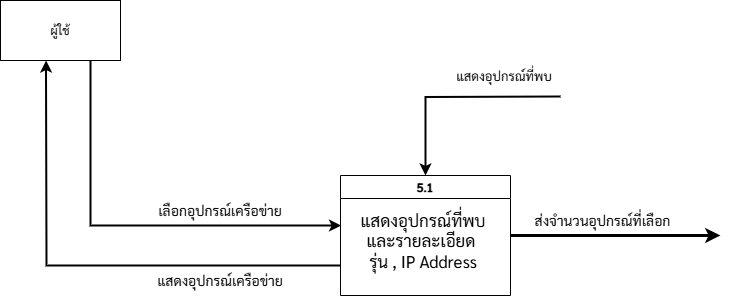 ผู้ใช้
แสดงอุปกรณ์ที่พบ
5.1
เลือกอุปกรณ์เครือข่าย
แสดงอุปกรณ์ที่พบ
และรายละเอียด
รุ่น , IP Address
ส่งจำนวนอุปกรณ์ที่เลือก
แสดงอุปกรณ์เครือข่าย